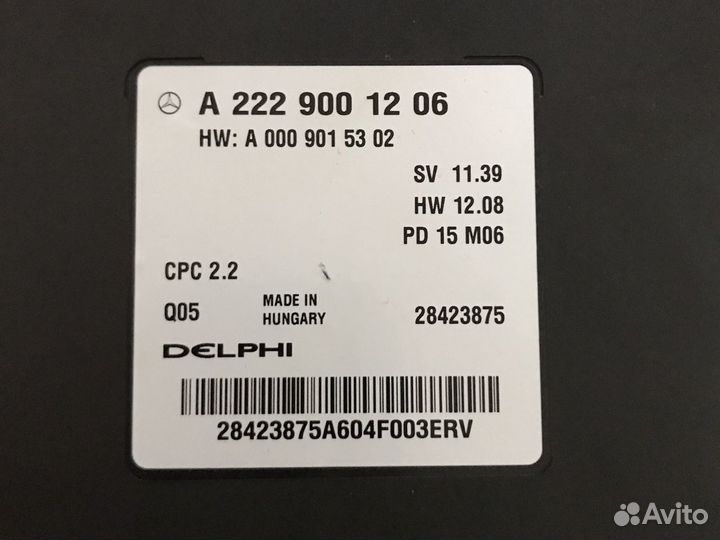 A 222 900 12 06
HW: A 000 901 53 02
SV 11.39
HW 12.08
PD 15 M06
CPC 2.2
Q05
MADE IN
HUNGARY
28423875
DELPHI
28423875A604F003ERV
Avito